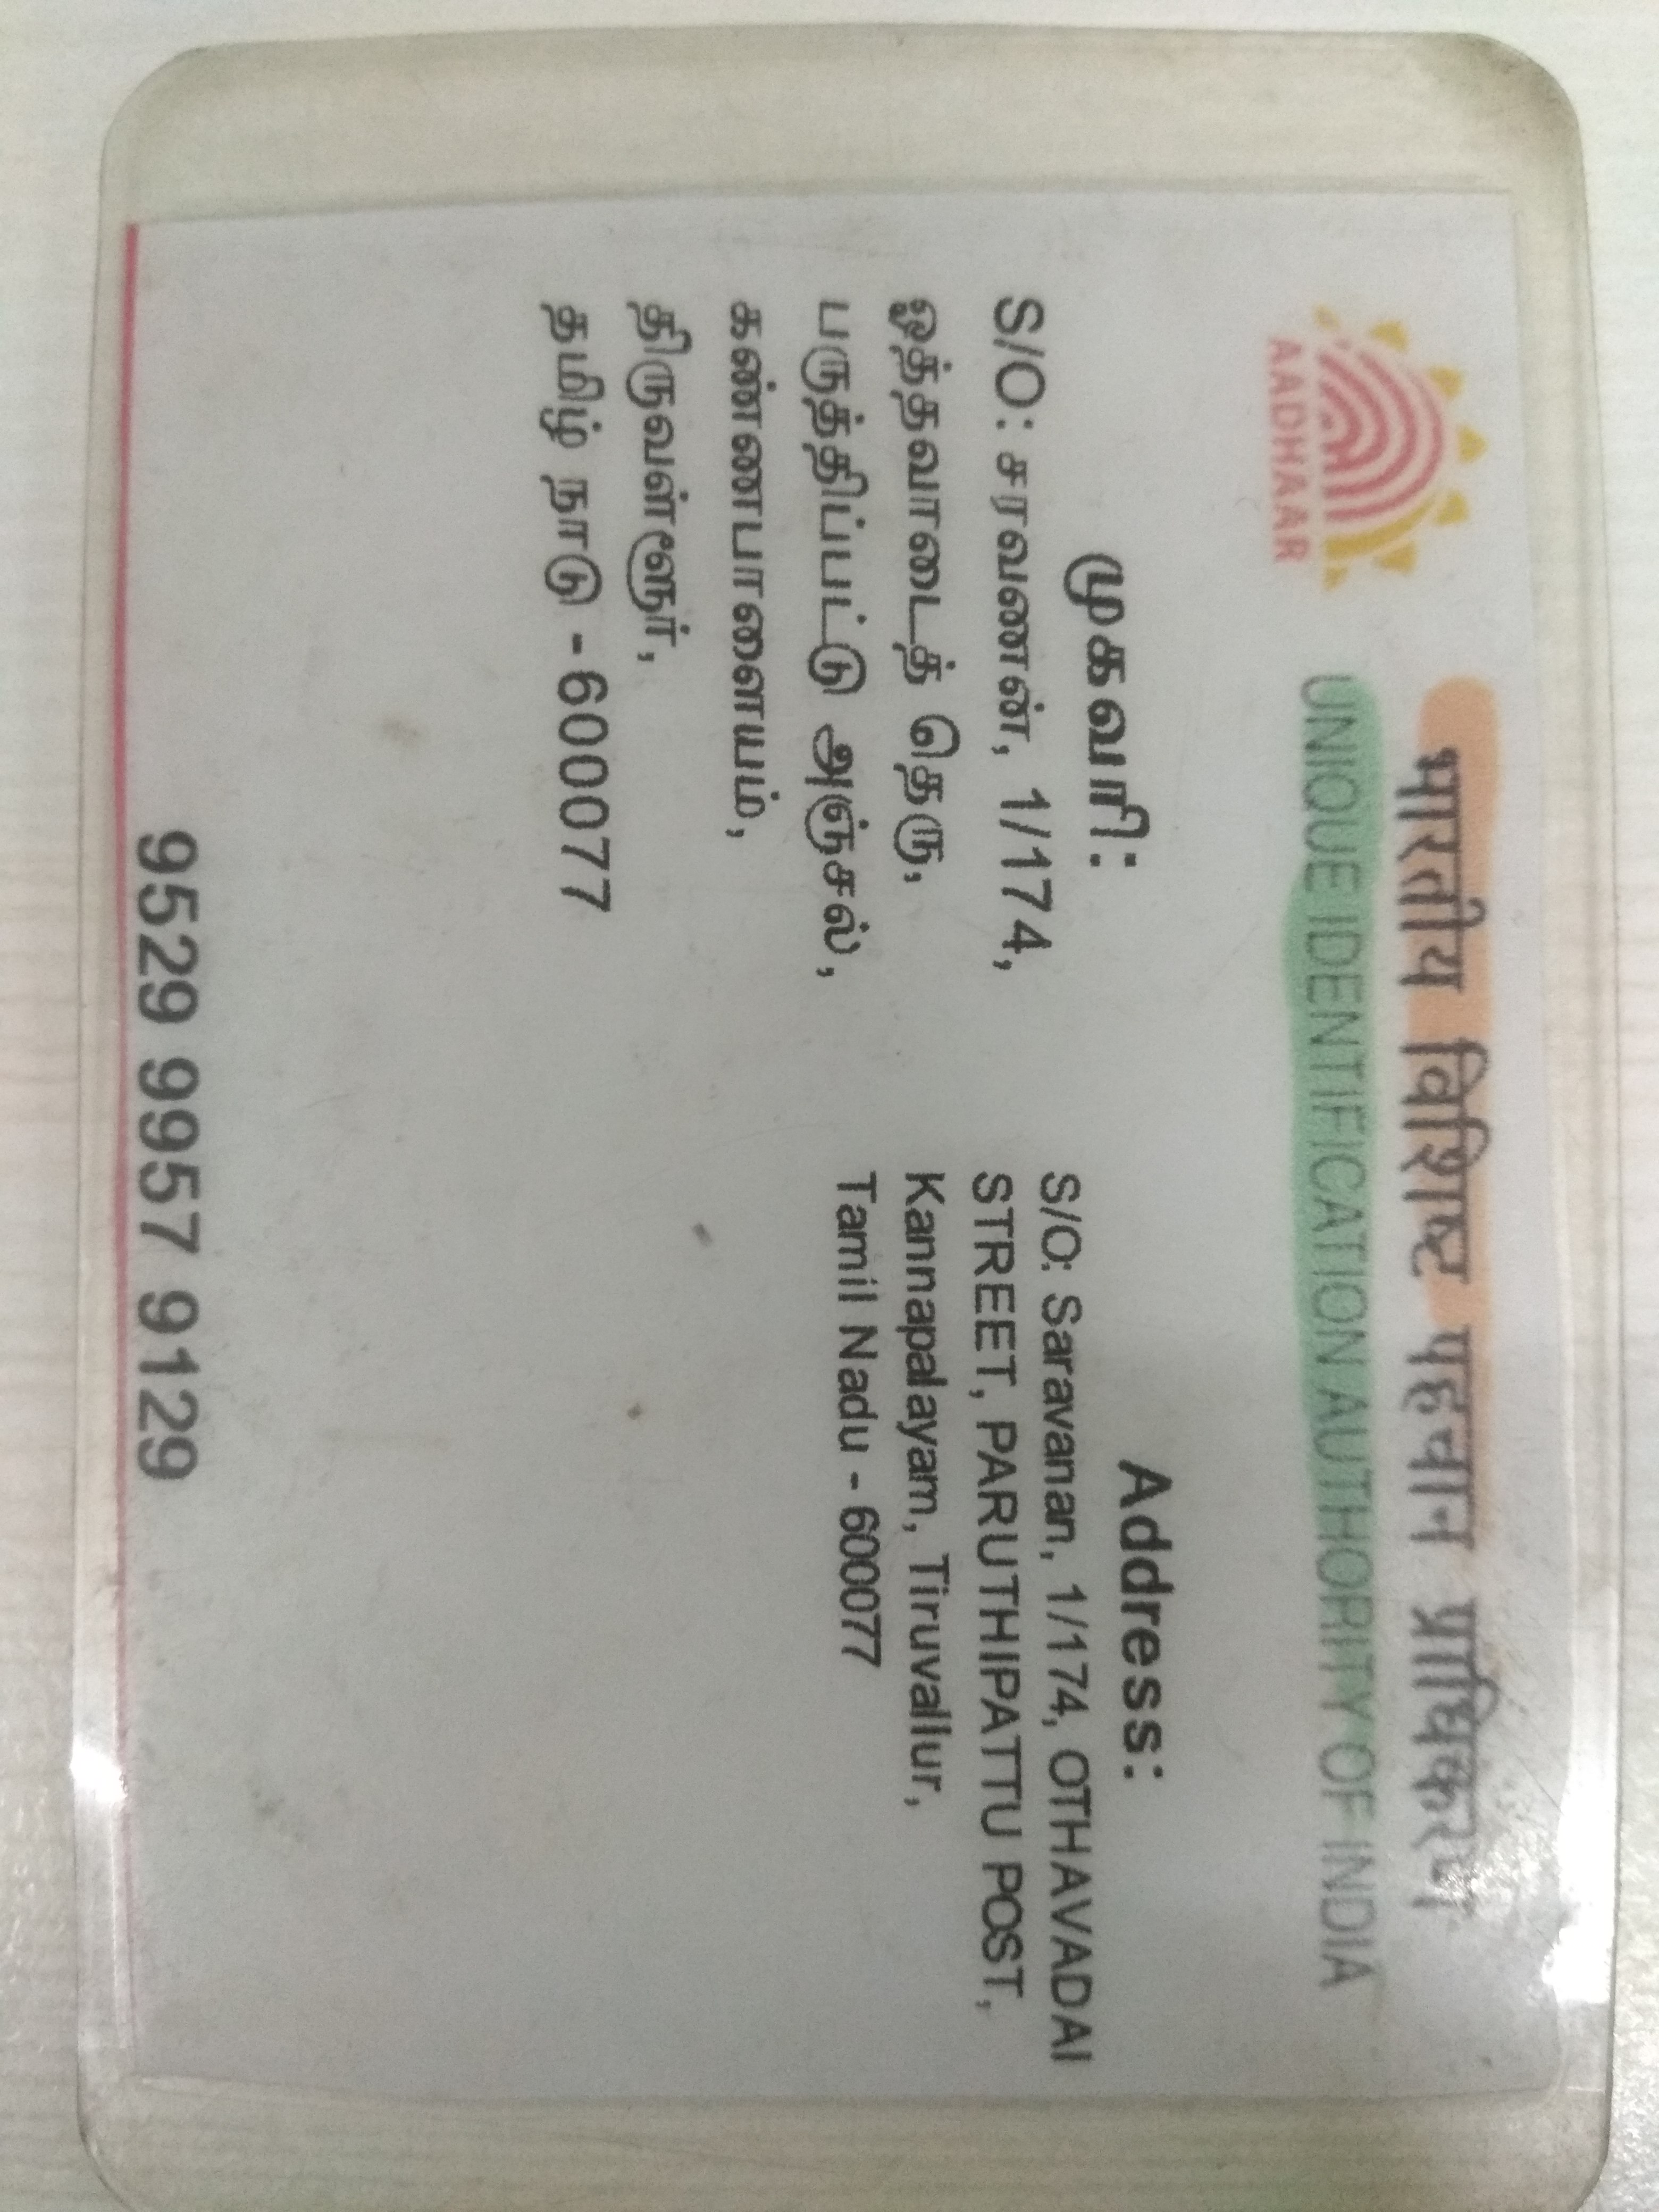 भारतीय विशिष्ट पहचान प्राधिकरण
UNIQUE IDENTIFICATION AUTHORITY OF INDIA
AADHAAR
முகவரி:
S/O: சரவணன், 1/174,
ஒத்தவாடைத் தெரு,
பருத்திப்பட்டு அஞ்சல்,
கண்ணபாளையம்,
திருவள்ளூர்,
தமிழ் நாடு - 600077
Address:
S/O: Saravanan, 1/174, OTHAVADAI
STREET, PARUTHIPATTU POST,
Kannapalayam, Tiruvallur,
Tamil Nadu - 600077
9529 9957 9129